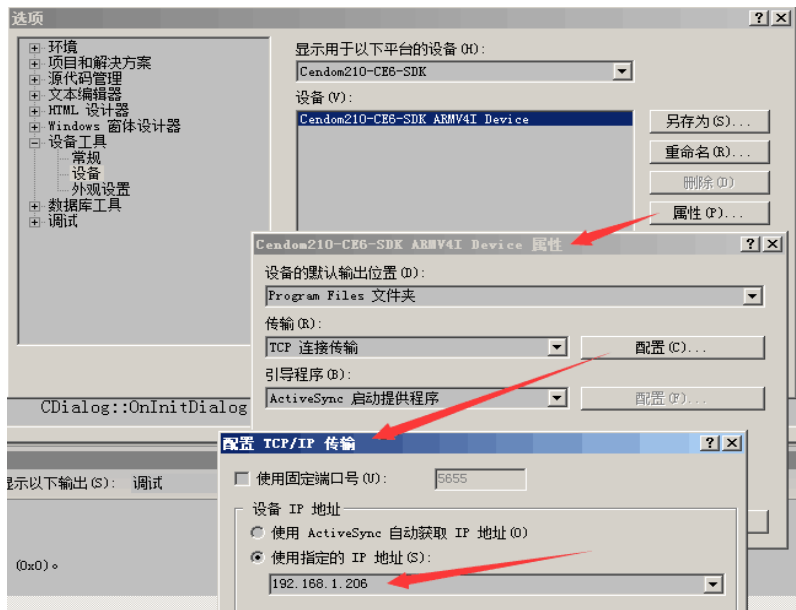 选项
环境
项目和解决方案
源代码管理
文本编辑器
HTML 设计器
Windows 窗体设计器
设备工具
常规
设备
外观设置
数据库工具
调试
显示用于以下平台的设备(H):
Cendom210-CE6-SDK
设备(V):
Cendom210-CE6-SDK ARMV4I Device
另存为(S)...
重命名(R)...
删除(D)
属性(P)...
Cendom210-CE6-SDK ARMV4I Device 属性
设备的默认输出位置(D):
Program Files 文件夹
传输(R):
TCP 连接传输
配置(C)...
引导程序(B):
ActiveSync 启动提供程序
配置(F)...
CDialog::OnInitDialog
配置 TCP/IP 传输
使用固定端口号(U):
5655
显示以下输出(S): 调试
设备 IP 地址
使用 ActiveSync 自动获取 IP 地址(O)
使用指定的 IP 地址(S):
192.168.1.206
(0x0)。